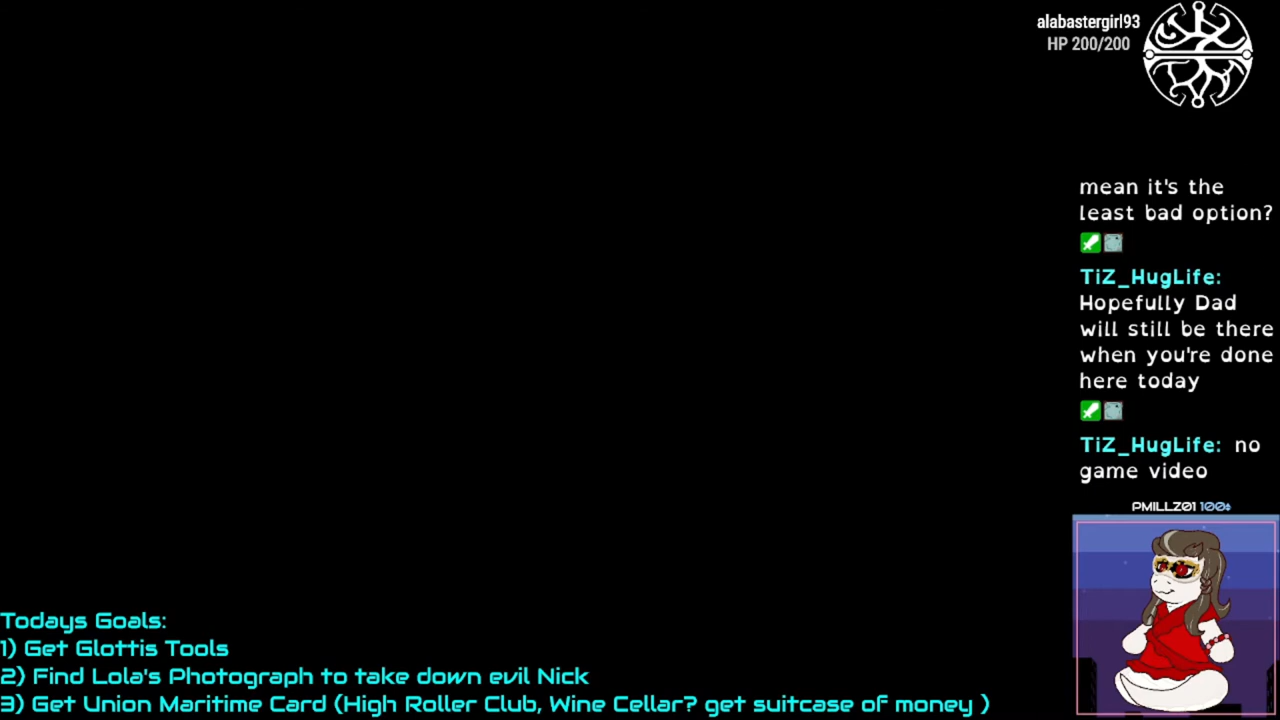 alabastergirl93
HP 200/200
mean it's the
least bad option?
TiZ_HugLife:
Hopefully Dad
will still be there
when you're done
here today
TiZ_HugLife: no
game video
PMILLZ01 100$
Todays Goals:
1) Get Glottis Tools
2) Find Lola's Photograph to take down evil Nick
3) Get Union Maritime Card (High Roller Club, Wine Cellar? get suitcase of money )